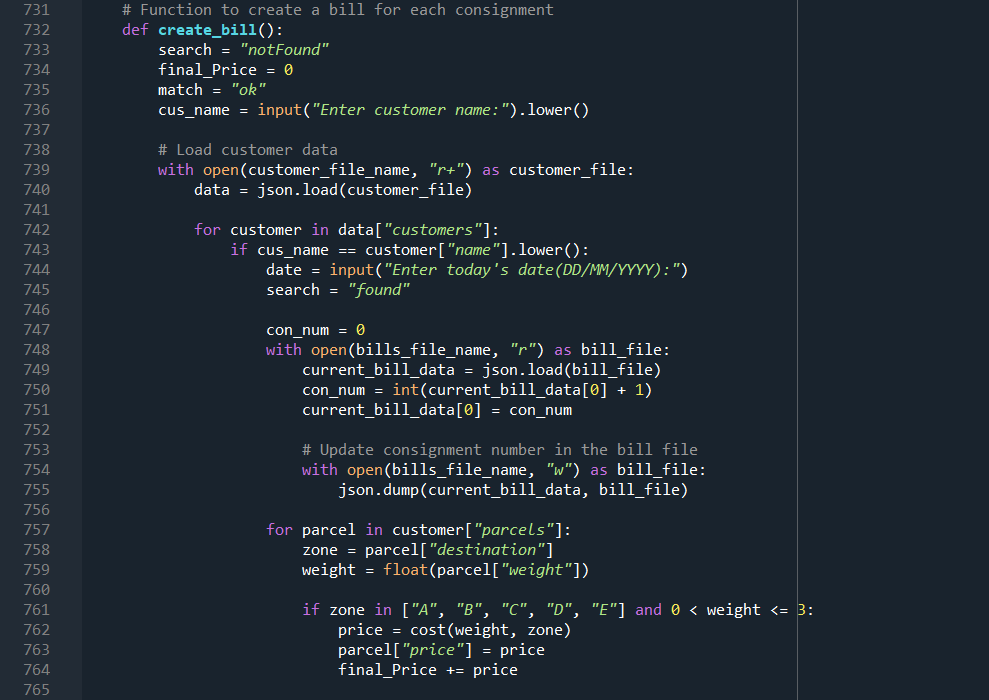 731 # Function to create a bill for each consignment
732 def create_bill():
733 search = "notFound"
734 final_Price = 0
735 match = "ok"
736 cus_name = input("Enter customer name:").lower()
737
738 # Load customer data
739 with open(customer_file_name, "r+") as customer_file:
740 data = json.load(customer_file)
741
742 for customer in data["customers"]:
743 if cus_name == customer["name"].lower():
744 date = input("Enter today's date(DD/MM/YYYY):")
745 search = "found"
746
747 con_num = 0
748 with open(bills_file_name, "r") as bill_file:
749 current_bill_data = json.load(bill_file)
750 con_num = int(current_bill_data[0] + 1)
751 current_bill_data[0] = con_num
752
753 # Update consignment number in the bill file
754 with open(bills_file_name, "w") as bill_file:
755 json.dump(current_bill_data, bill_file)
756
757 for parcel in customer["parcels"]:
758 zone = parcel["destination"]
759 weight = float(parcel["weight"])
760
761 if zone in ["A", "B", "C", "D", "E"] and 0 < weight <= 3:
762 price = cost(weight, zone)
763 parcel["price"] = price
764 final_Price += price
765